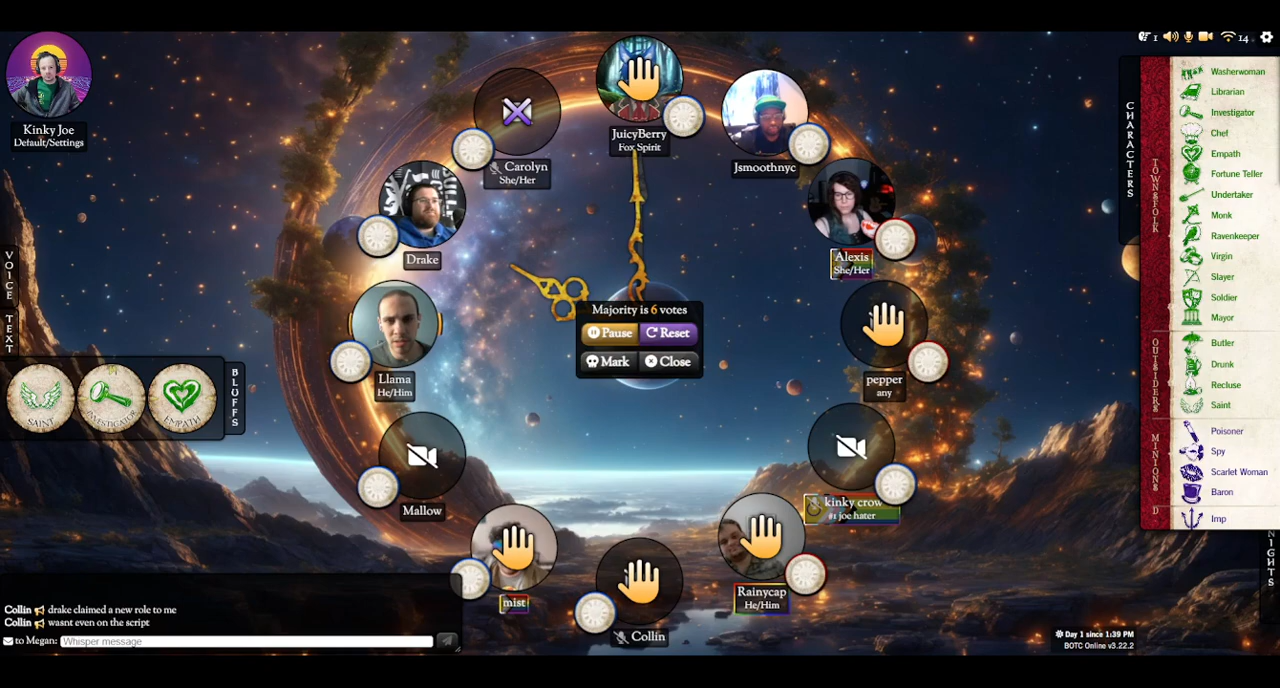 Kinky Joe
Default/Settings
1
14
JuicyBerry
Fox Spirit
Carolyn
She/Her
Jsmoothnyc
Drake
Alexis
She/Her
Majority is 6 votes
Pause
Reset
Mark
Close
Llama
He/Him
pepper
any
Mallow
kinky crow
#1 joe hater
mist
Rainycap
He/Him
Collin
VOICE
TEXT
SAINT
INVESTIGATOR
EMPATH
BLUFFS
Collin drake claimed a new role to me
Collin wasnt even on the script
to Megan: Whisper message
CHARACTERS
TOWNSFOLK
Washerwoman
Librarian
Investigator
Chef
Empath
Fortune Teller
Undertaker
Monk
Ravenkeeper
Virgin
Slayer
Soldier
Mayor
OUTSIDERS
Butler
Drunk
Recluse
Saint
MINIONS
Poisoner
Spy
Scarlet Woman
Baron
D
Imp
NIGHTS
Day 1 since 1:39 PM
BOTC Online v3.22.2